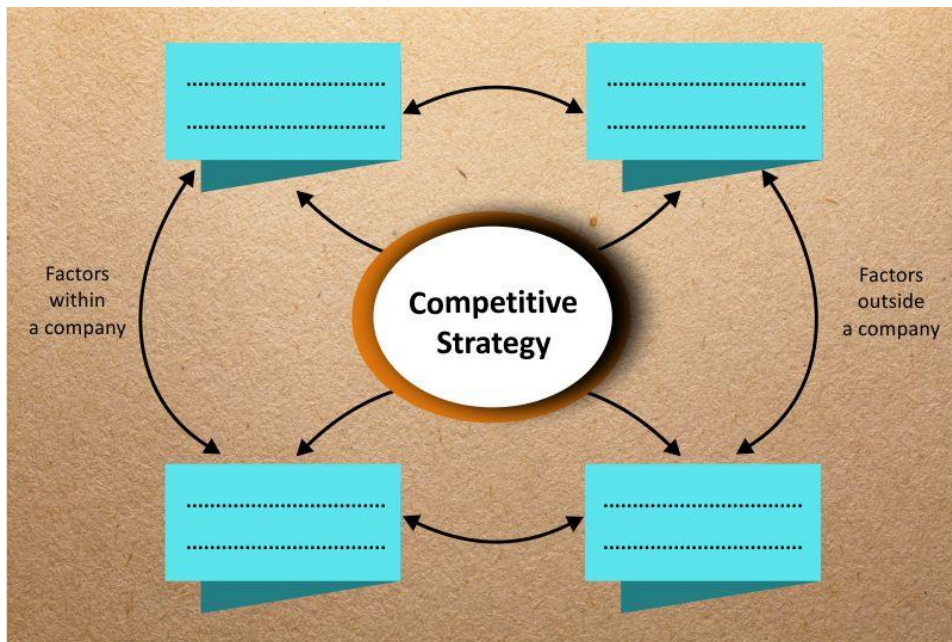 Factors
within
a company
Competitive
Strategy
Factors
outside
a company